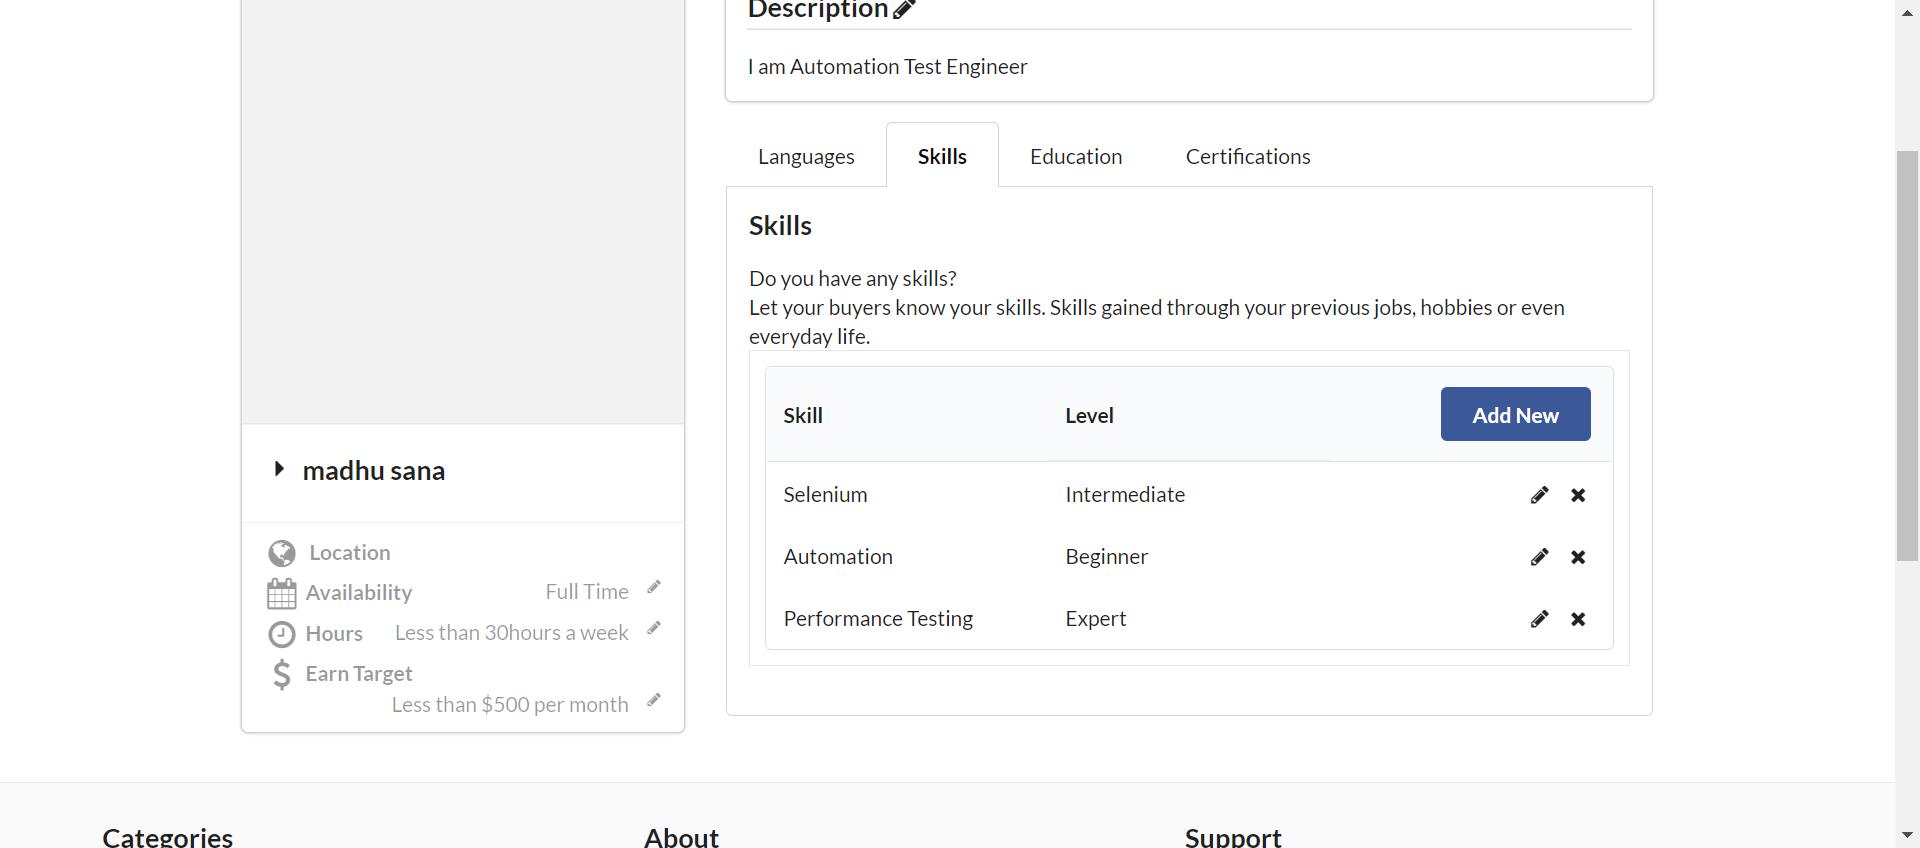 Description
I am Automation Test Engineer
Languages
Skills
Education
Certifications
Skills
Do you have any skills?
Let your buyers know your skills. Skills gained through your previous jobs, hobbies or even
everyday life.
Skill Level Add New
Selenium Intermediate
Automation Beginner
Performance Testing Expert
madhu sana
Location
Availability Full Time
Hours Less than 30hours a week
Earn Target
Less than $500 per month
Categories About Support